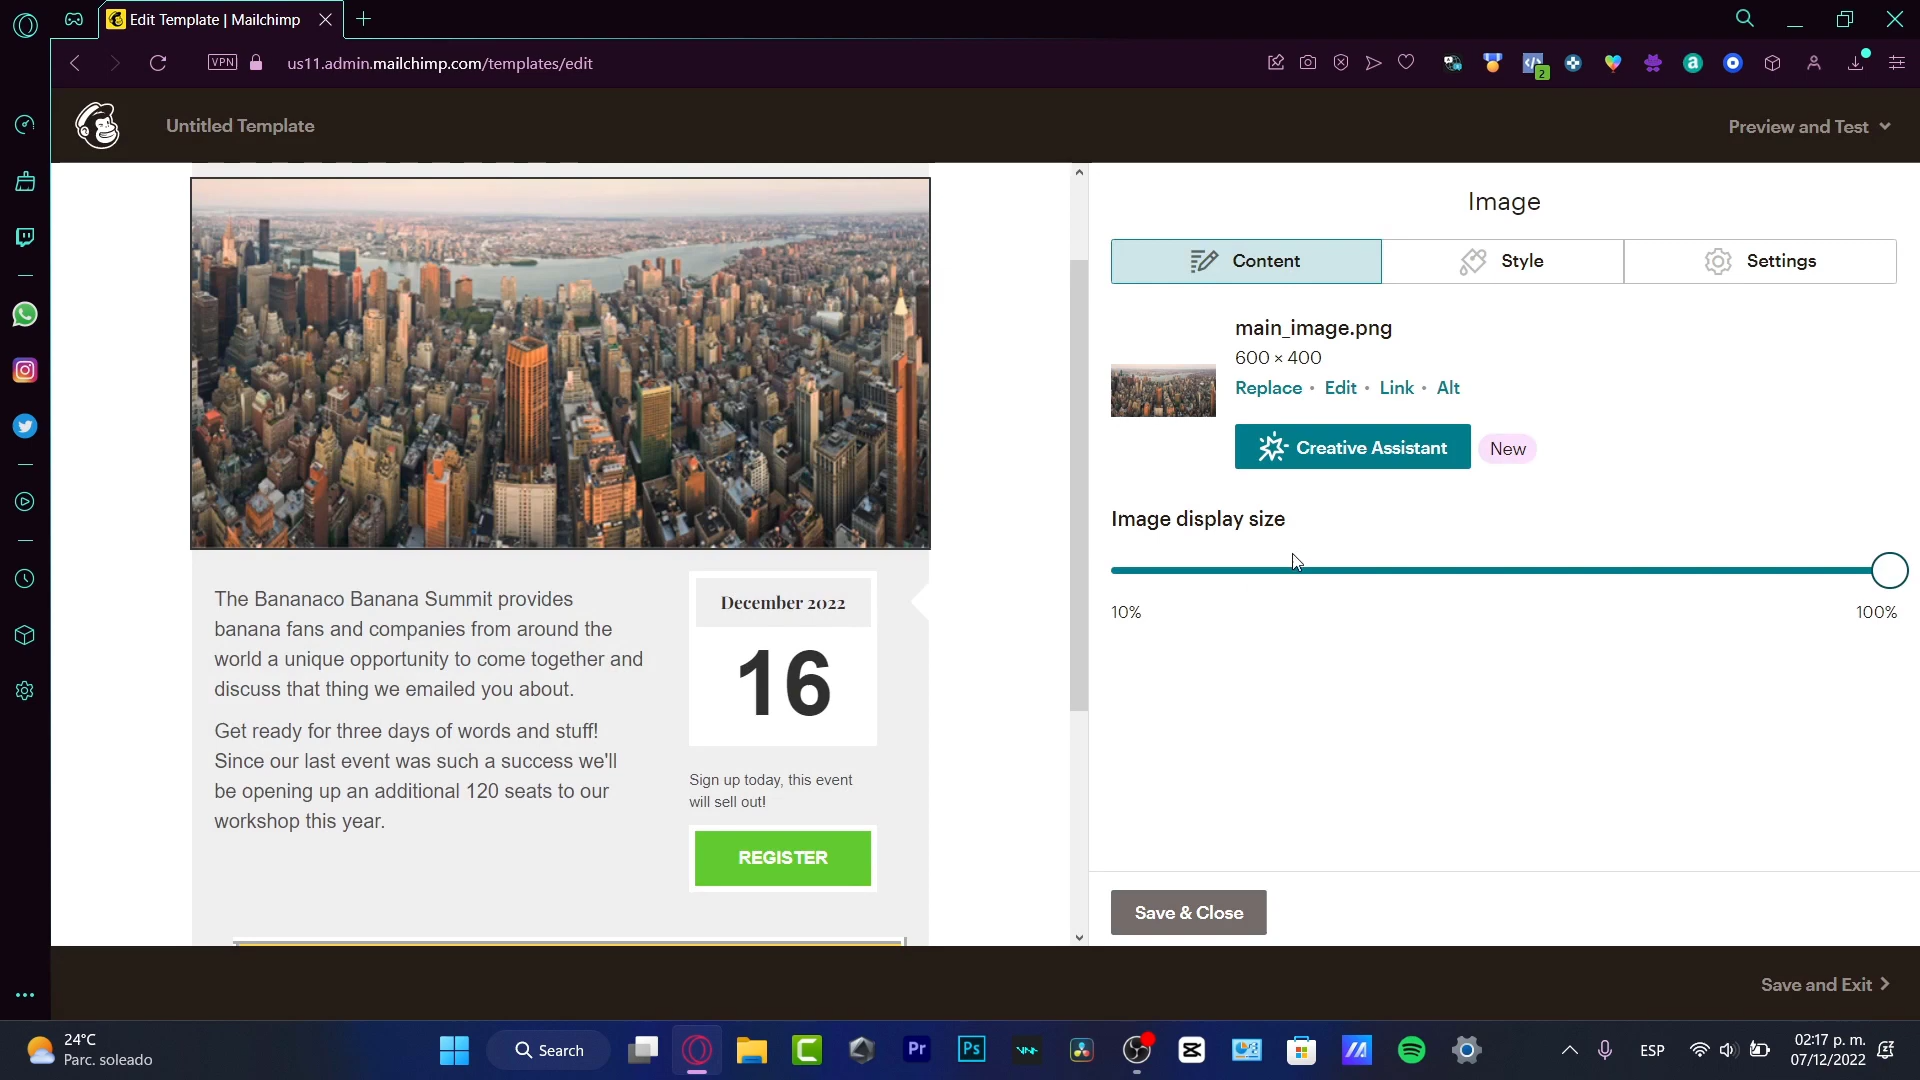 Edit Template | Mailchimp
VPN
us11.admin.mailchimp.com/templates/edit
2
Untitled Template
Preview and Test
Image
Content
Style
Settings
main_image.png
600 × 400
Replace • Edit • Link • Alt
Creative Assistant
New
Image display size
10%
100%
The Bananaco Banana Summit provides
banana fans and companies from around the
world a unique opportunity to come together and
discuss that thing we emailed you about.
Get ready for three days of words and stuff!
Since our last event was such a success we'll
be opening up an additional 120 seats to our
workshop this year.
December 2022
16
Sign up today, this event
will sell out!
REGISTER
Save & Close
Save and Exit
24°C
Parc. soleado
Search
Pr
Ps
ESP
02:17 p. m.
07/12/2022